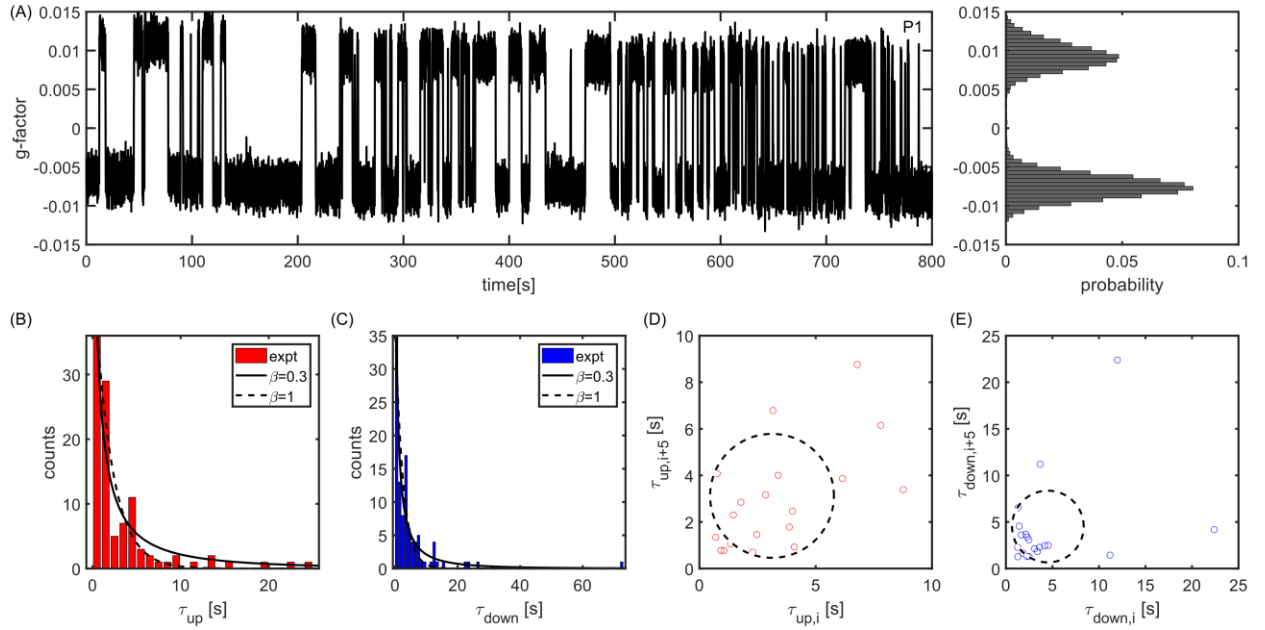 (A)
P1
0.015
0.01
0.005
0
-0.005
-0.01
-0.015
g-factor
0 100 200 300 400 500 600 700 800
time[s]
0.015
0.01
0.005
0
-0.005
-0.01
-0.015
0 0.05 0.1
probability
(B)
30
20
10
0
counts
expt
β=0.3
β=1
0 10 20
τup [s]
(C)
35
30
25
20
15
10
5
0
counts
expt
β=0.3
β=1
0 20 40 60
τdown [s]
(D)
10
8
6
4
2
0
τup,i+5 [s]
0 5 10
τup,i [s]
(E)
25
20
15
10
5
0
τdown,i+5 [s]
0 5 10 15 20 25
τdown,i [s]